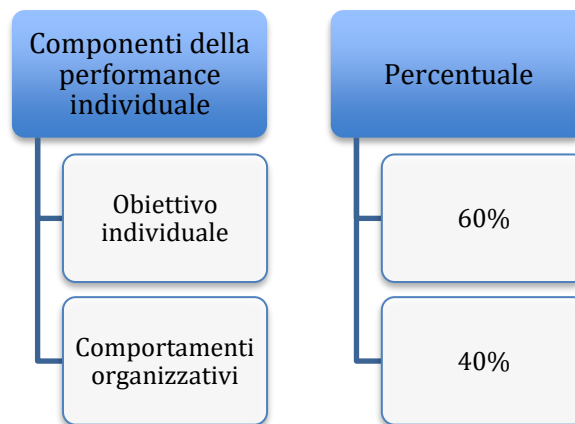 Componenti della
performance
individuale
Percentuale
Obiettivo
individuale
60%
Comportamenti
organizzativi
40%